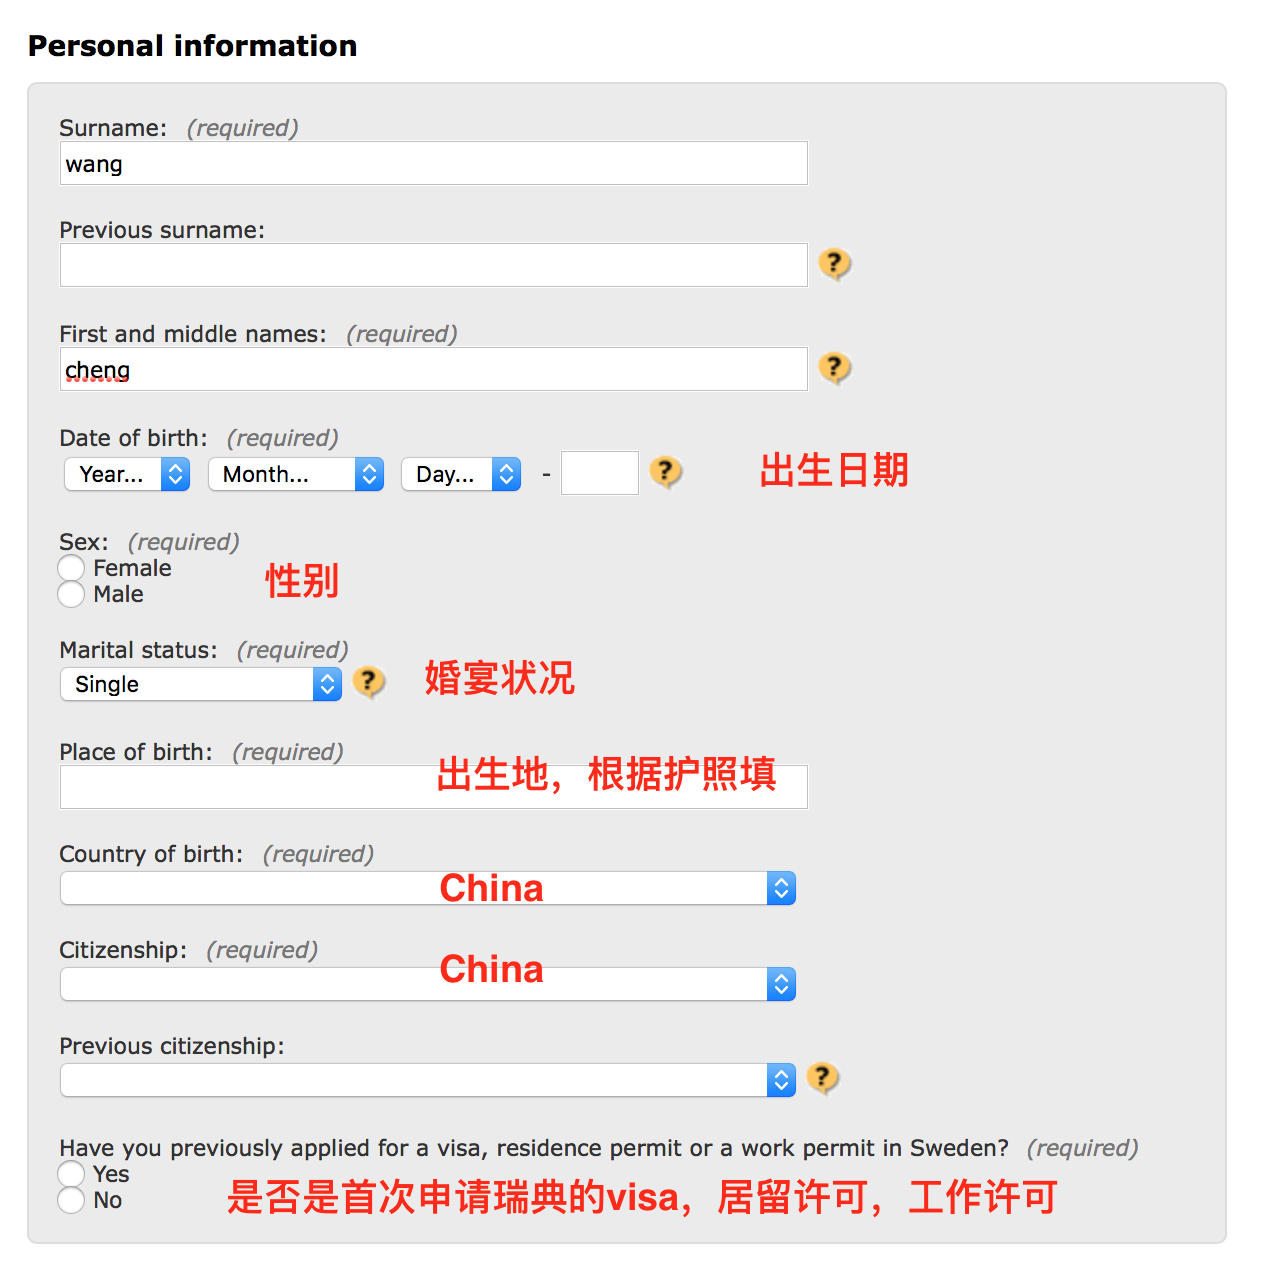 Personal information
Surname: (required)
wang
Previous surname:
?
First and middle names: (required)
cheng
?
Date of birth: (required)
Year... Month... Day... - ? 出生日期
Sex: (required)
Female
Male
性别
Marital status: (required)
Single ? 婚宴状况
Place of birth: (required)
出生地，根据护照填
Country of birth: (required)
China
Citizenship: (required)
China
Previous citizenship:
?
Have you previously applied for a visa, residence permit or a work permit in Sweden? (required)
Yes
No
是否是首次申请瑞典的visa，居留许可，工作许可